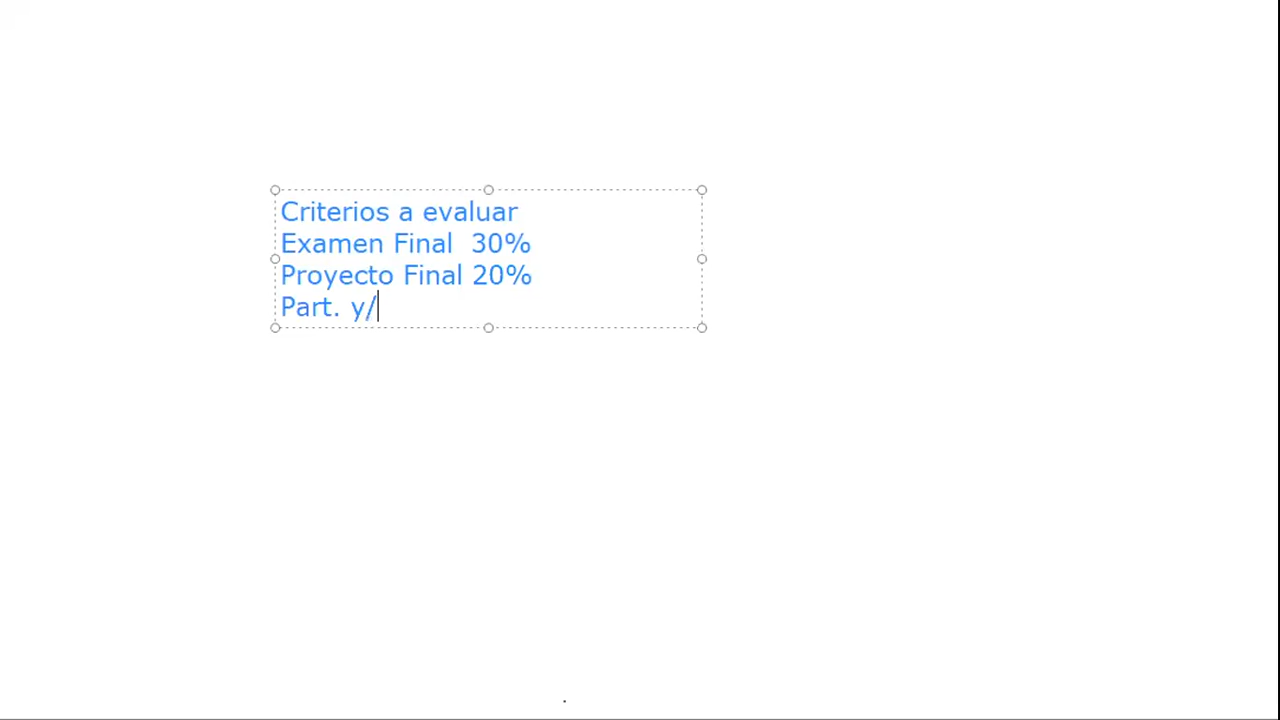 Criterios a evaluar
Examen Final  30%
Proyecto Final 20%
Part. y/